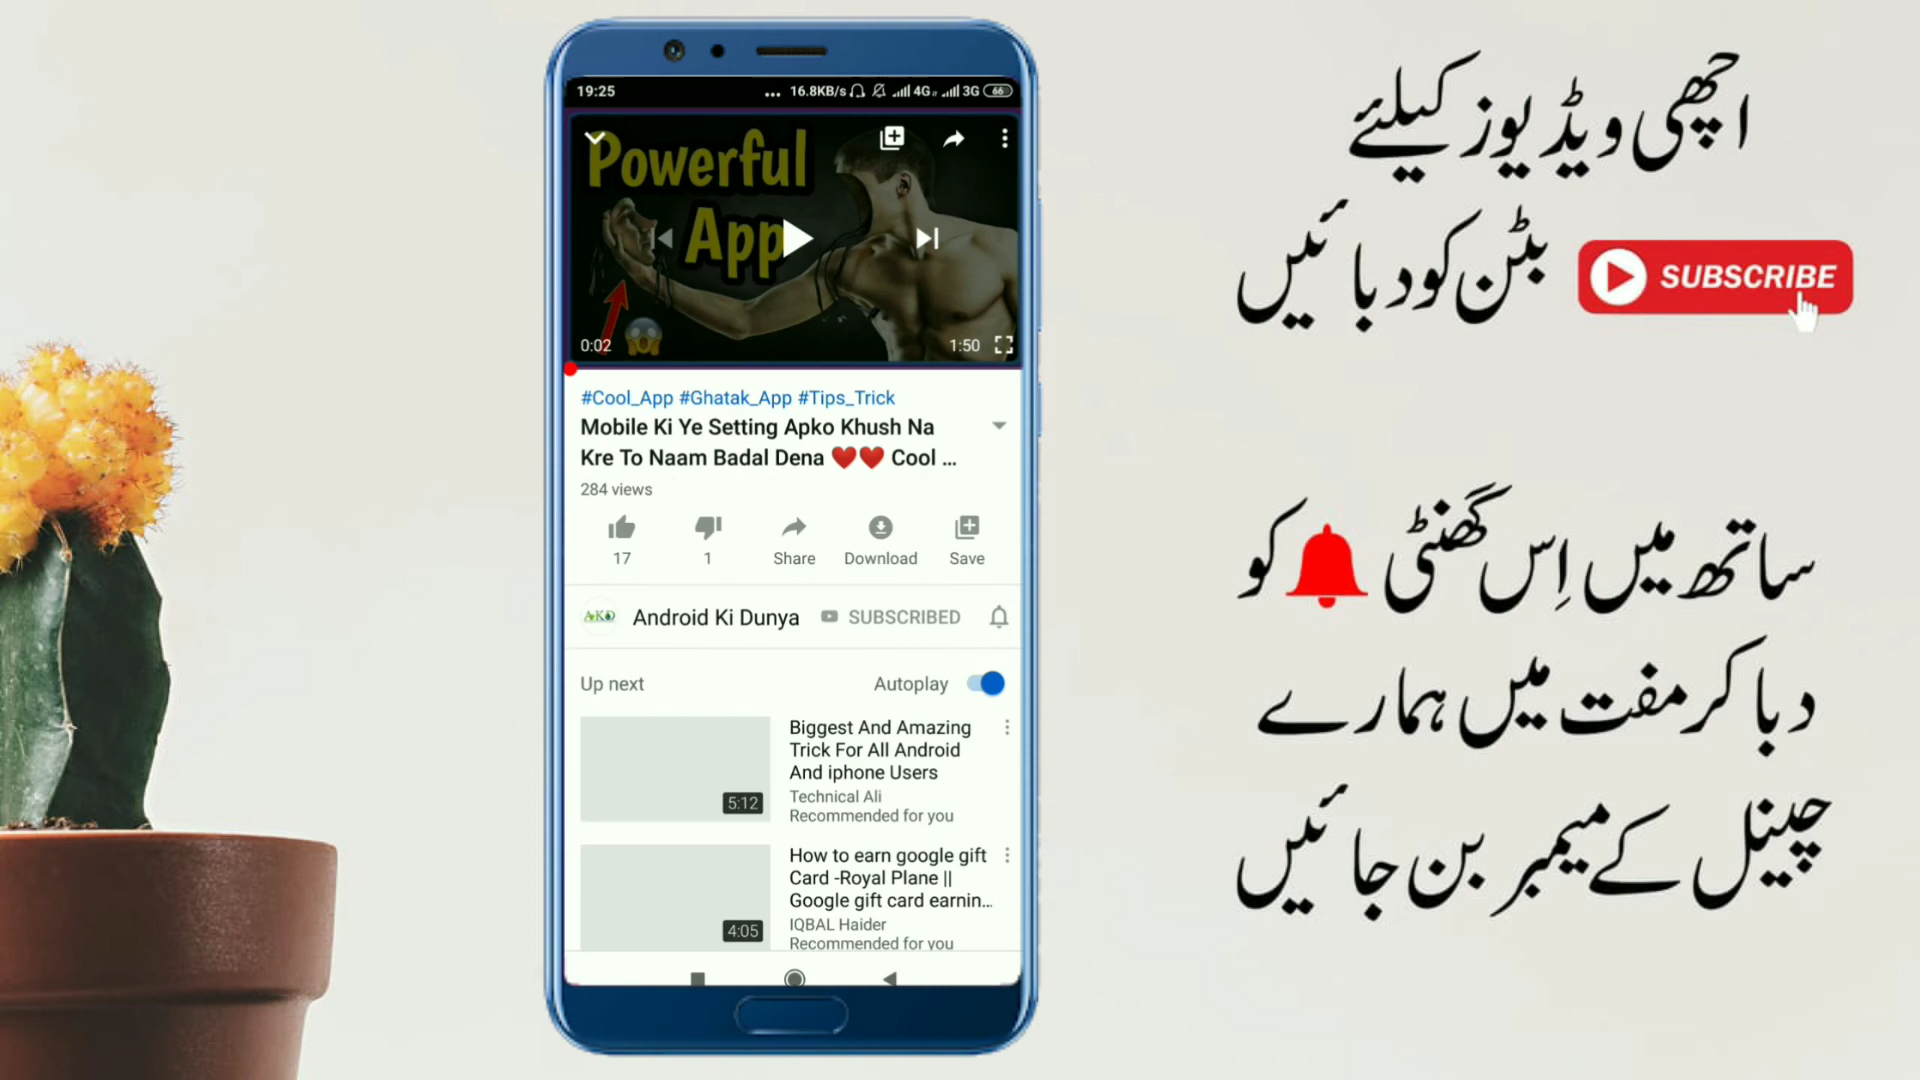 19:25
... 16.8KB/s 4G 3G 66
Powerful
App
0:02
1:50
#Cool_App #Ghatak_App #Tips_Trick
Mobile Ki Ye Setting Apko Khush Na
Kre To Naam Badal Dena ❤️❤️ Cool ...
284 views
17
1
Share
Download
Save
AKD
Android Ki Dunya
SUBSCRIBED
Up next
Autoplay
5:12
Biggest And Amazing
Trick For All Android
And iphone Users
Technical Ali
Recommended for you
4:05
How to earn google gift
Card -Royal Plane ||
Google gift card earnin...
IQBAL Haider
Recommended for you
اچھی ویڈیوز کیلئے
SUBSCRIBE بٹن کو دبائیں
ساتھ میں اِس گھنٹی کو
دبا کر مفت میں ہمارے
چینل کے میمبر بن جائیں